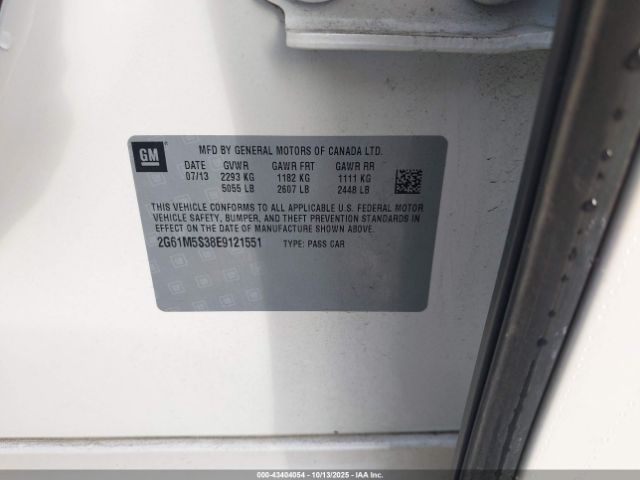 GM
MFD BY GENERAL MOTORS OF CANADA LTD.
DATE GVWR GAWR FRT GAWR RR
07/13 2293 KG 1182 KG 1111 KG
5055 LB 2607 LB 2448 LB
THIS VEHICLE CONFORMS TO ALL APPLICABLE U.S. FEDERAL MOTOR
VEHICLE SAFETY, BUMPER, AND THEFT PREVENTION STANDARDS IN
EFFECT ON THE DATE OF MANUFACTURE SHOWN ABOVE.
2G61M5S38E9121551 TYPE: PASS CAR
000-43404054 | 10/13/2025 | IAA Inc.